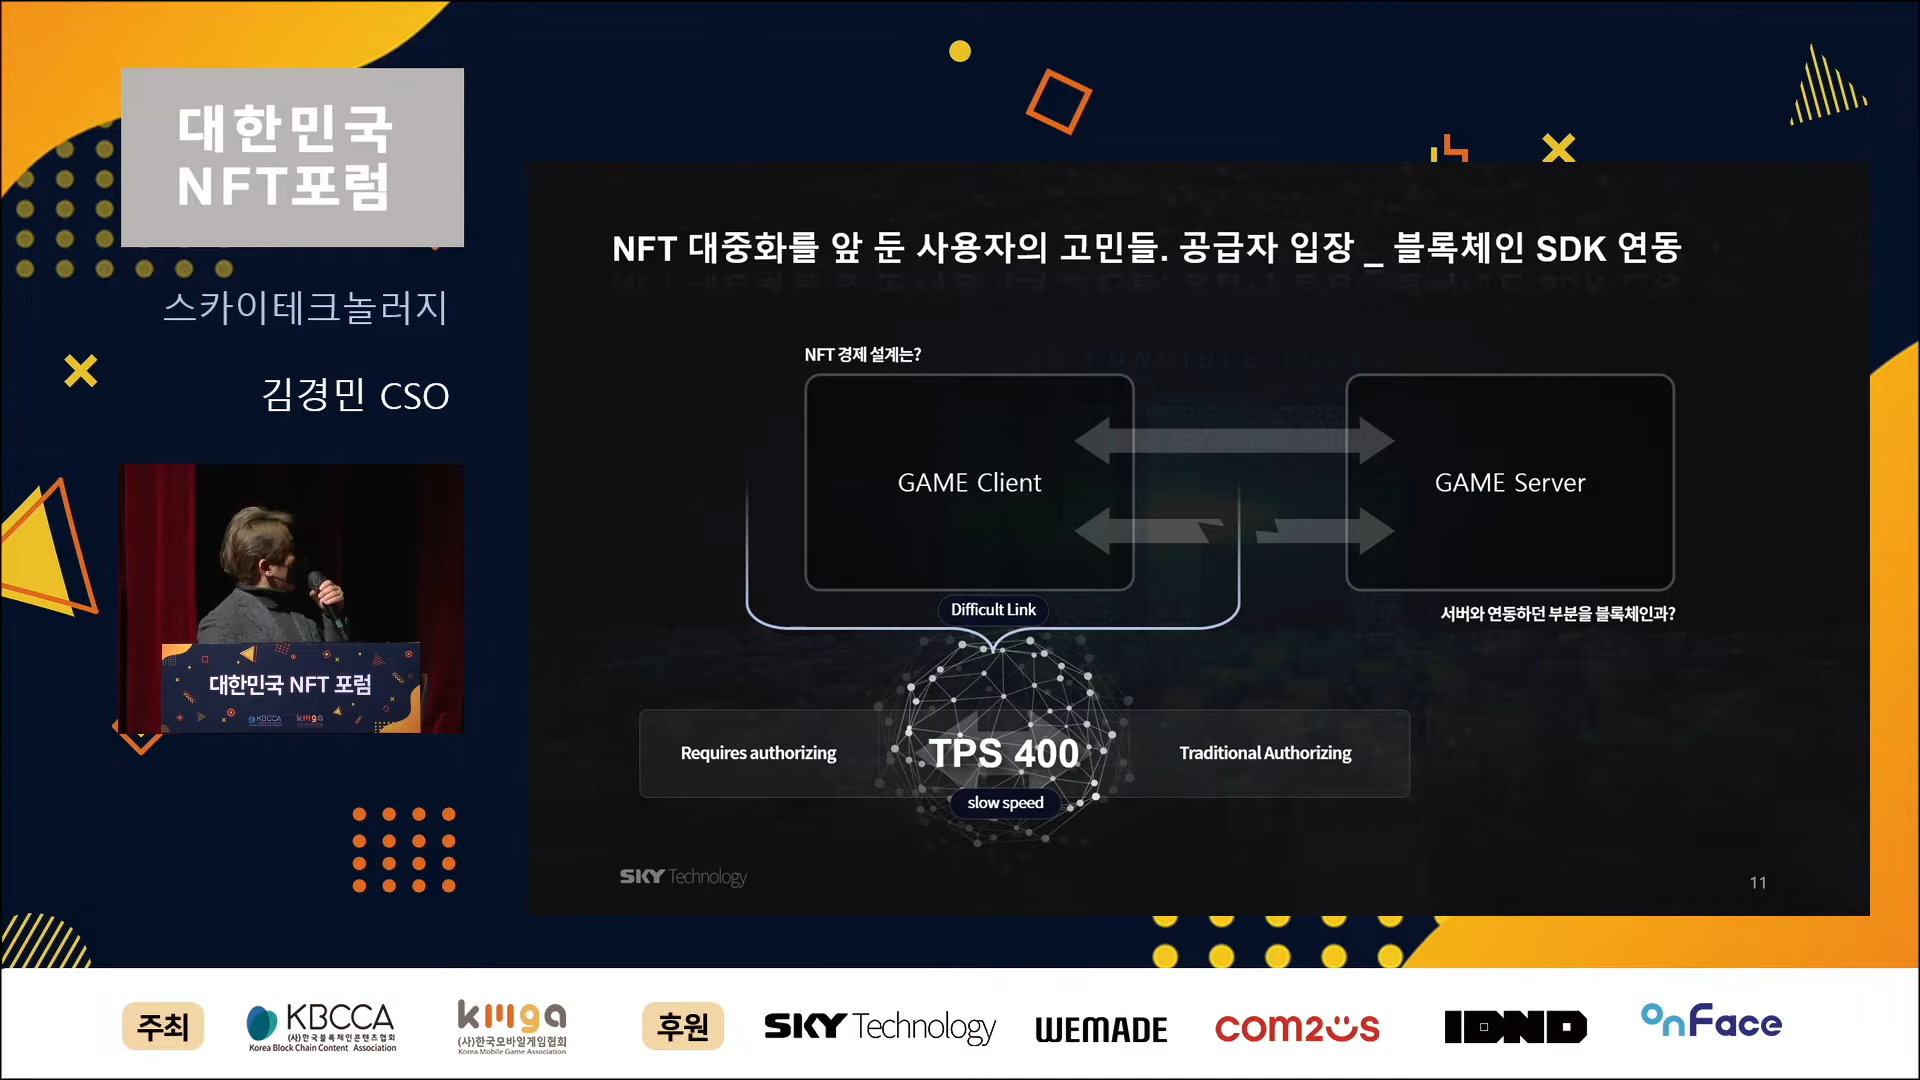 대한민국
NFT포럼
스카이테크놀러지
김경민 CSO
대한민국 NFT 포럼
KBCCA
kmga
NFT 대중화를 앞 둔 사용자의 고민들. 공급자 입장 _ 블록체인 SDK 연동
NFT 경제 설계는?
GAME Client
GAME Server
Difficult Link
서버와 연동하던 부분을 블록체인과?
Requires authorizing
TPS 400
Traditional Authorizing
slow speed
SKY Technology
11
주최
KBCCA
(사)한국블록체인콘텐츠협회
Korea Block Chain Content Association
kmga
(사)한국모바일게임협회
Korea Mobile Game Association
후원
SKY Technology
WEMADE
com2us
IDND
onFace